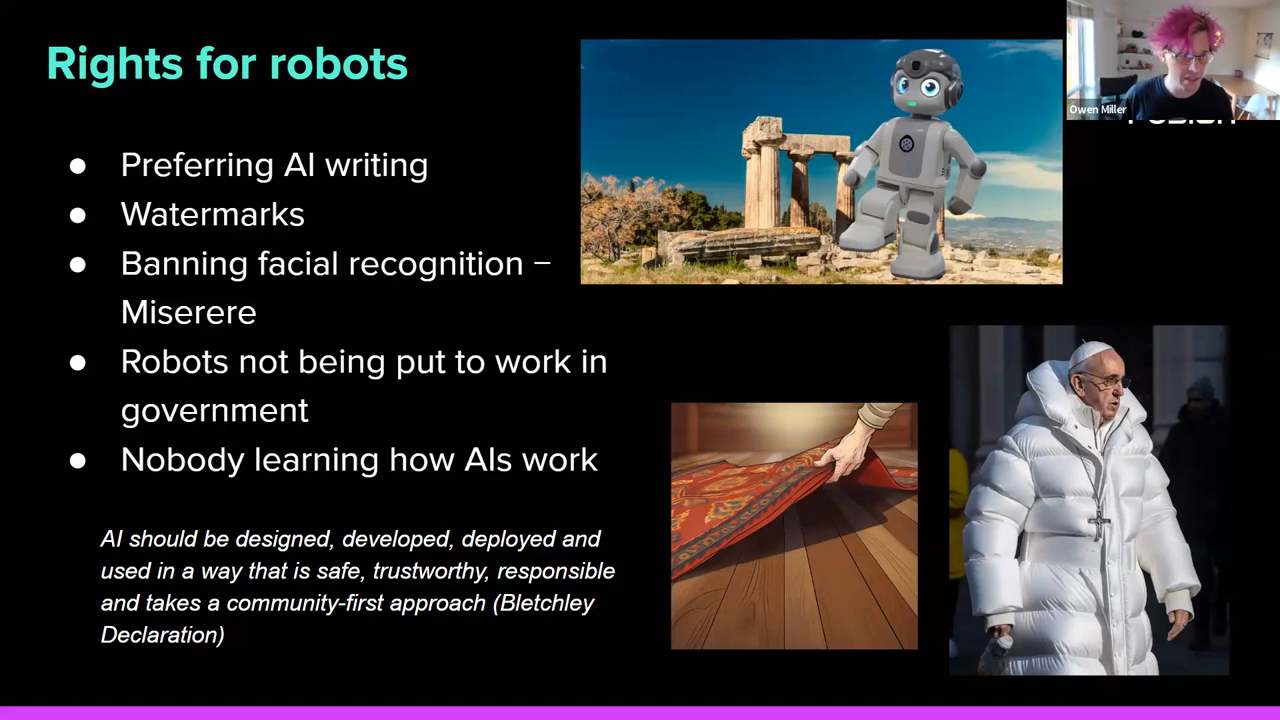 Rights for robots
● Preferring AI writing
● Watermarks
● Banning facial recognition –
Miserere
● Robots not being put to work in
government
● Nobody learning how AIs work
AI should be designed, developed, deployed and
used in a way that is safe, trustworthy, responsible
and takes a community-first approach (Bletchley
Declaration)
Owen Miller